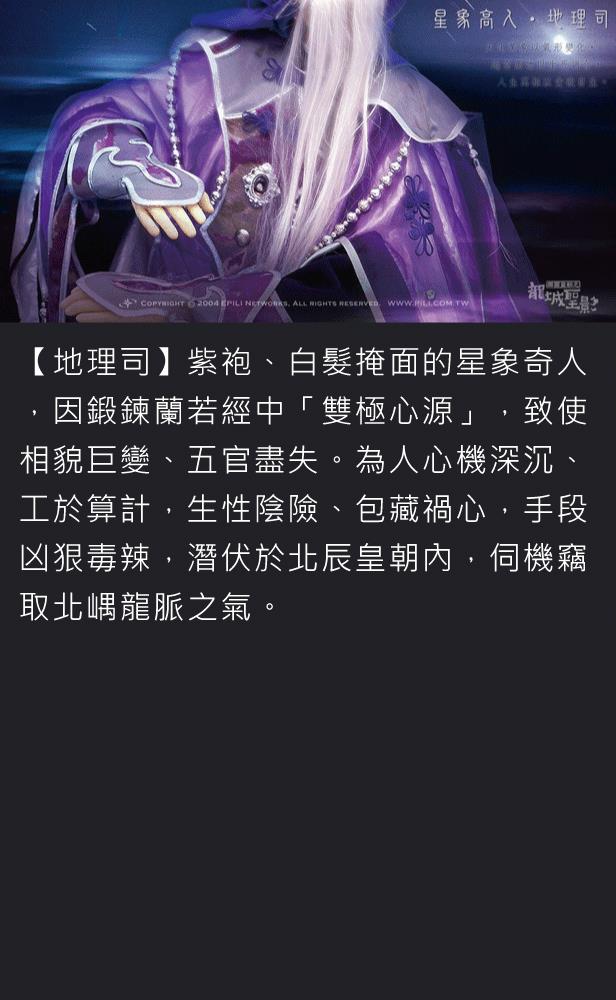 星象高人・地理司
COPYRIGHT © 2004 EPILI NETWORKS, ALL RIGHTS RESERVED. WWW.PILI.COM.TW
龍城聖影
【地理司】紫袍、白髮掩面的星象奇人
，因鍛鍊蘭若經中「雙極心源」，致使
相貌巨變、五官盡失。為人心機深沉、
工於算計，生性陰險、包藏禍心，手段
凶狠毒辣，潛伏於北辰皇朝內，伺機竊
取北嵎龍脈之氣。